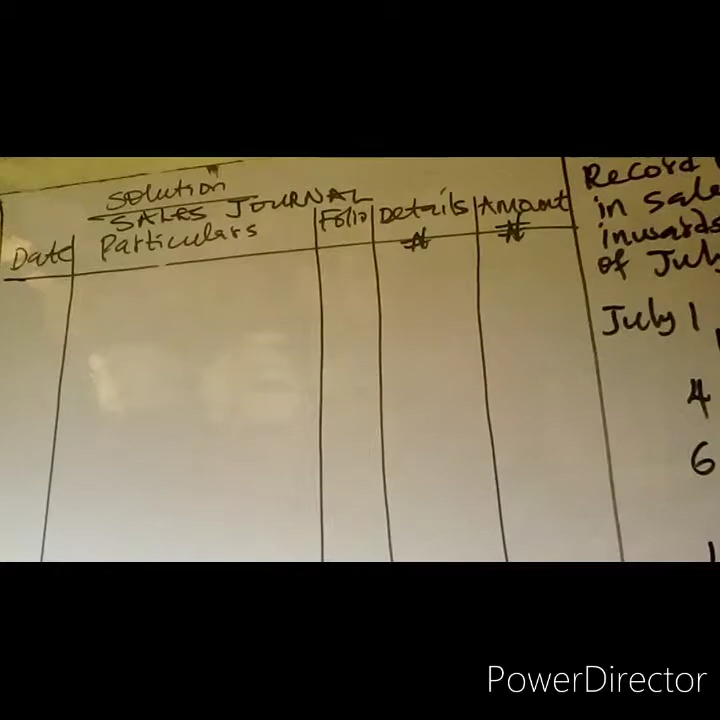 Solution
SALES JOURNAL
Date Particulars Folio Details Amount
₦ ₦
Record
in Sale
inwards
of July
July 1
4
6
1
PowerDirector